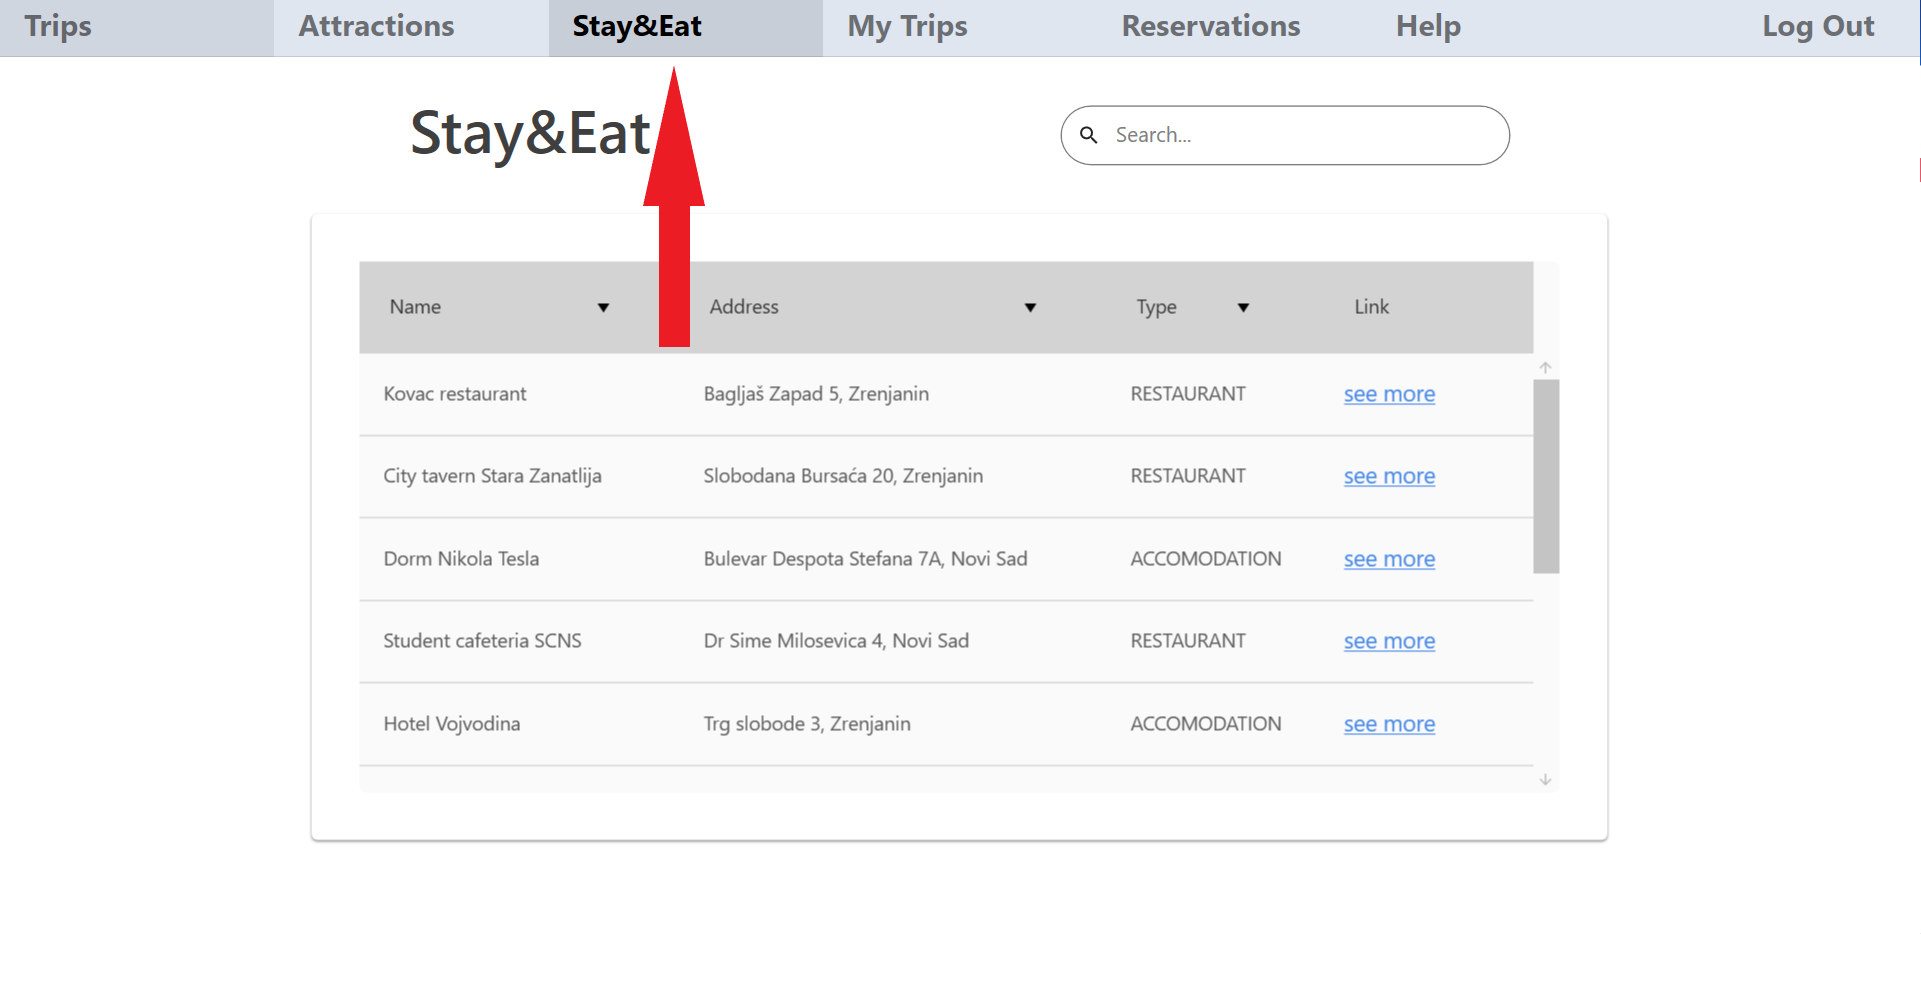 Trips Attractions Stay&Eat My Trips Reservations Help Log Out
Stay&Eat
Search...
Name Address Type Link
Kovac restaurant Bagljaš Zapad 5, Zrenjanin RESTAURANT see more
City tavern Stara Zanatlija Slobodana Bursaća 20, Zrenjanin RESTAURANT see more
Dorm Nikola Tesla Bulevar Despota Stefana 7A, Novi Sad ACCOMODATION see more
Student cafeteria SCNS Dr Sime Milosevica 4, Novi Sad RESTAURANT see more
Hotel Vojvodina Trg slobode 3, Zrenjanin ACCOMODATION see more